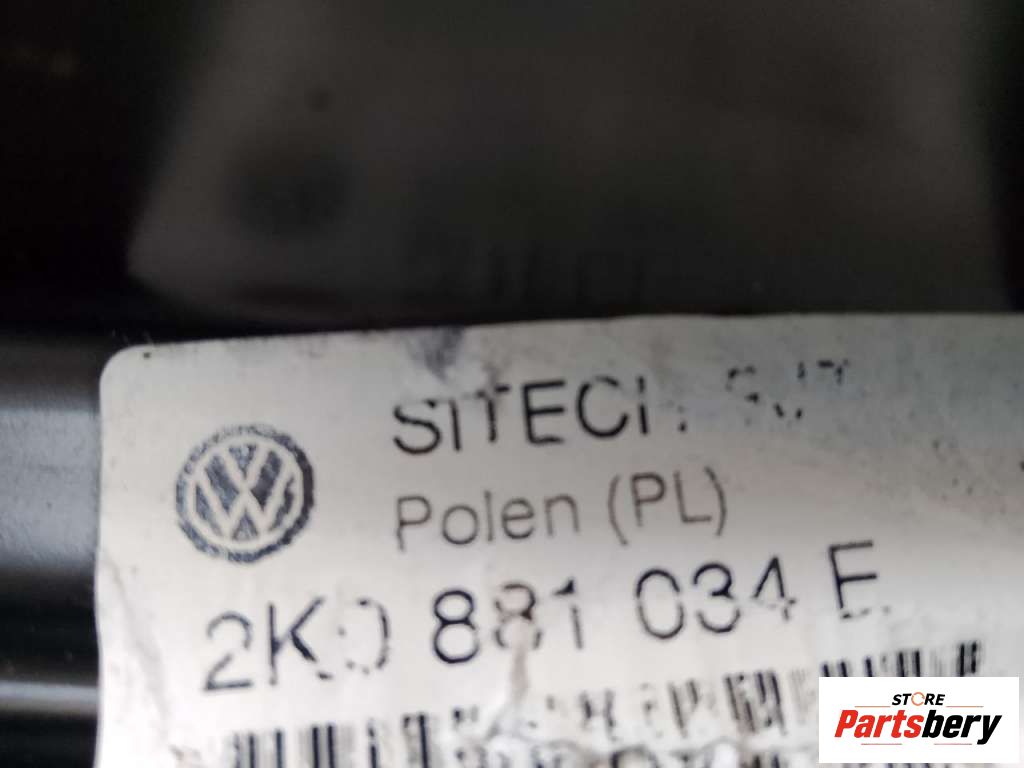 SITECH
Polen (PL)
2K0 881 034 E
STORE
Partsbery